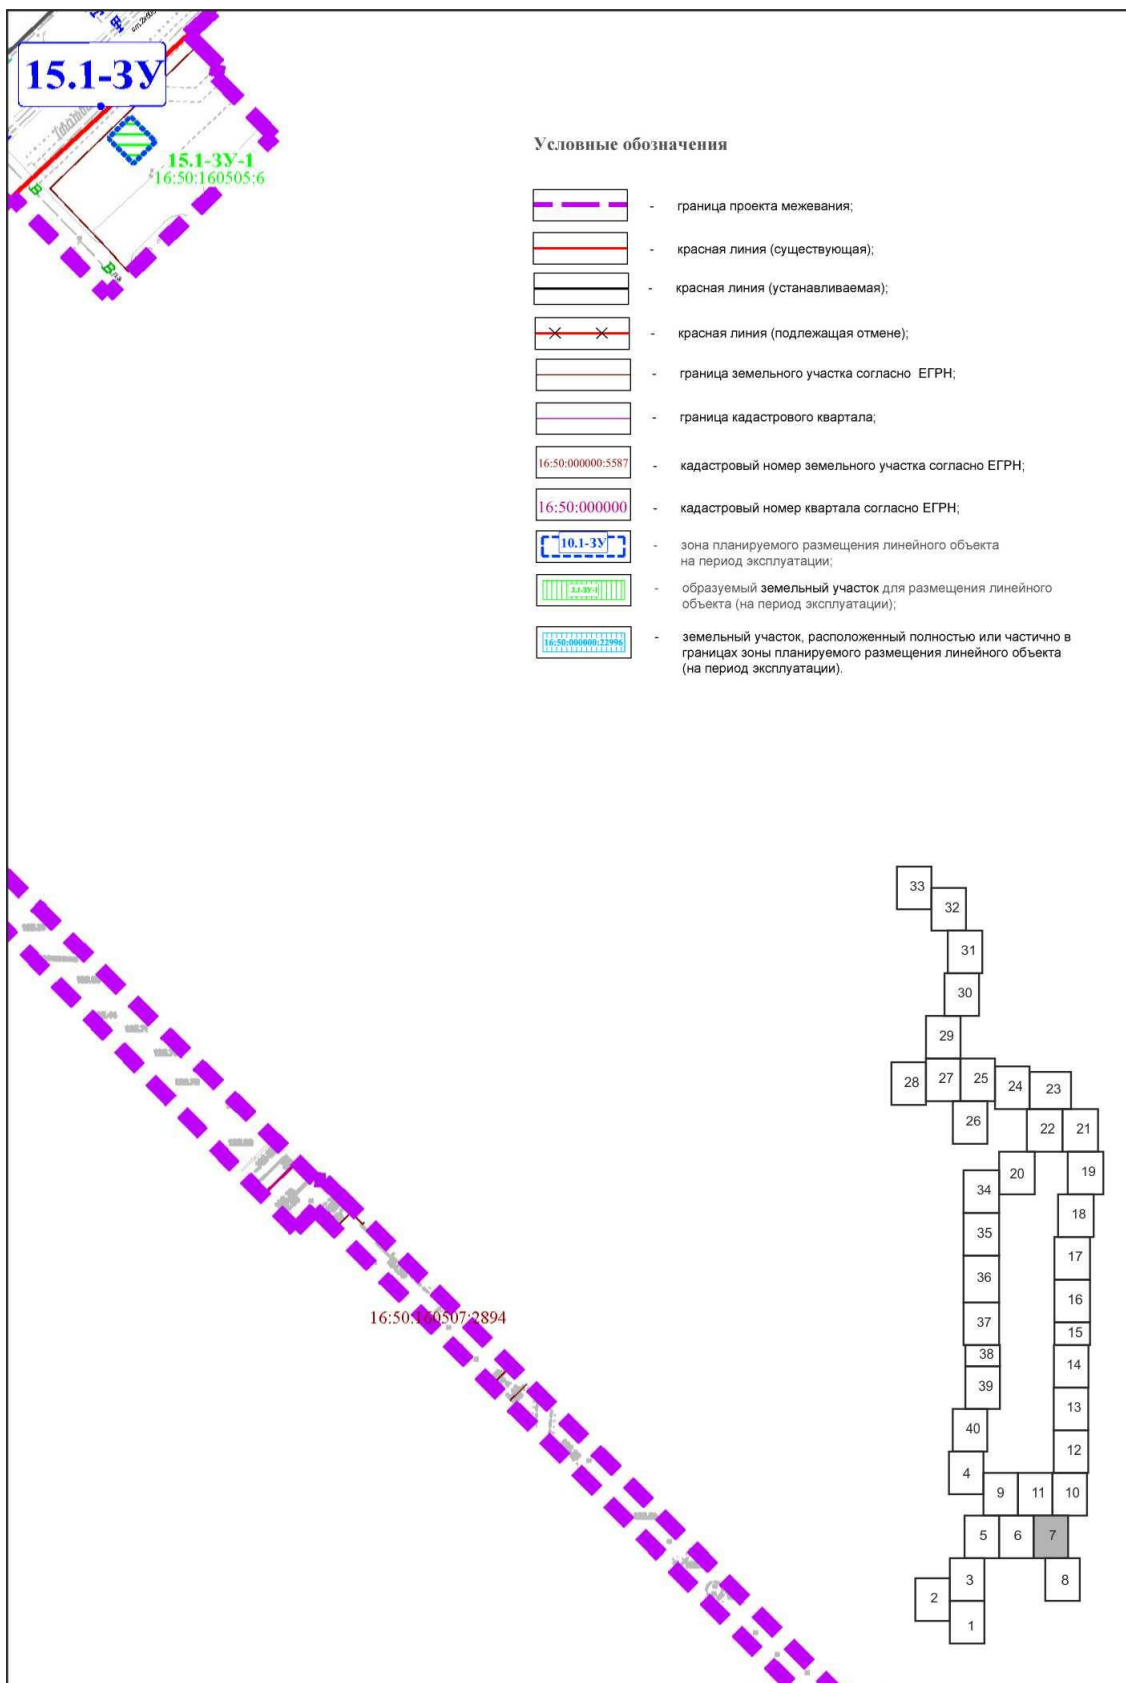 15.1-ЗУ
15.1-ЗУ-1
16:50:160505:6
В
В
Условные обозначения
- граница проекта межевания;
- красная линия (существующая);
- красная линия (устанавливаемая);
- красная линия (подлежащая отмене);
- граница земельного участка согласно ЕГРН;
- граница кадастрового квартала;
16:50:000000:5587 - кадастровый номер земельного участка согласно ЕГРН;
16:50:000000 - кадастровый номер квартала согласно ЕГРН;
10.1-ЗУ - зона планируемого размещения линейного объекта
на период эксплуатации;
2.1-ЗУ-1 - образуемый земельный участок для размещения линейного
объекта (на период эксплуатации);
16:50:000000:22996 - земельный участок, расположенный полностью или частично в
границах зоны планируемого размещения линейного объекта
(на период эксплуатации).
16:50:160507:2894
33
32
31
30
29
28 27 25 24 23
26 22 21
20 19
34
18
35
17
36
16
37
15
38
14
39
13
40
12
4
9 11 10
5 6 7
3 8
2
1